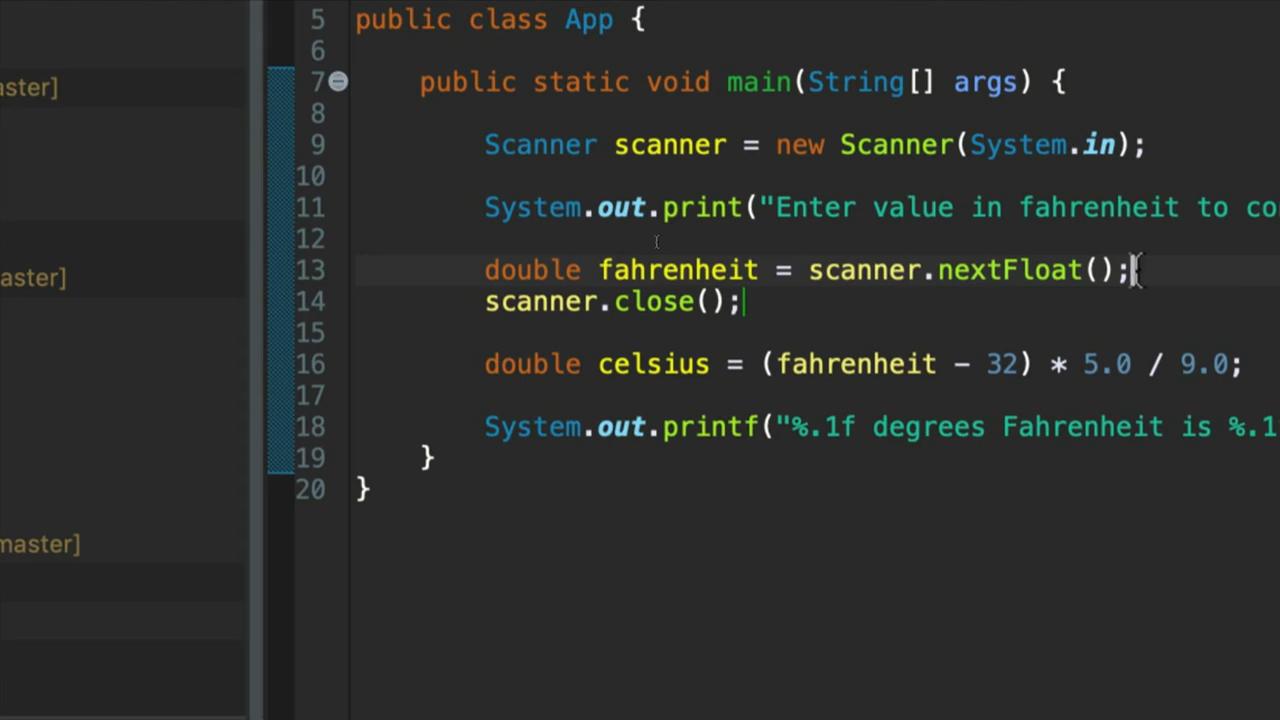 5 public class App {
6
aster]
7 public static void main(String[] args) {
8
9 Scanner scanner = new Scanner(System.in);
10
11 System.out.print("Enter value in fahrenheit to co
12
aster]
13 double fahrenheit = scanner.nextFloat();
14 scanner.close();
15
16 double celsius = (fahrenheit - 32) * 5.0 / 9.0;
17
18 System.out.printf("%.1f degrees Fahrenheit is %.1
19 }
20 }
master]